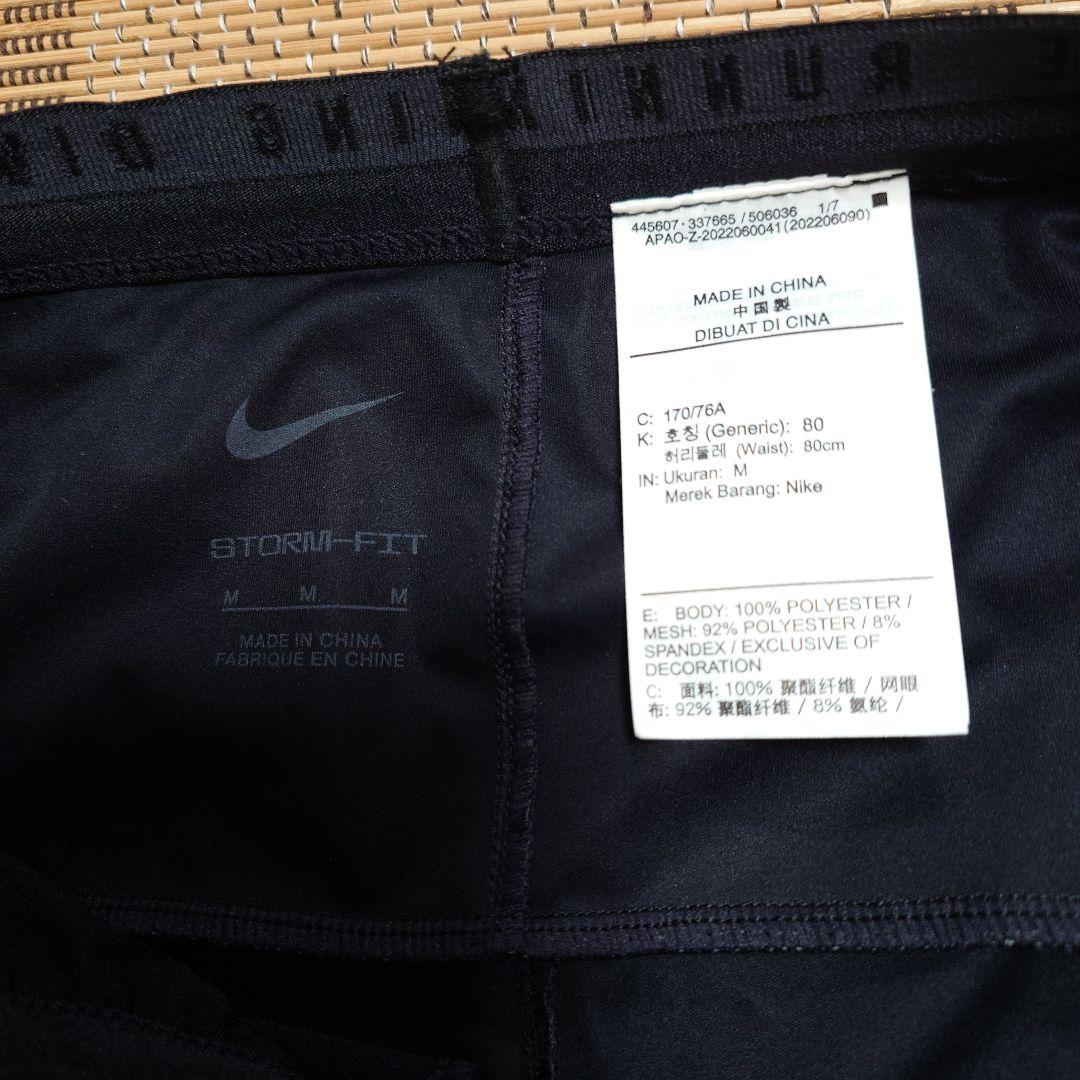 RUNNI
ING DI
445607・337665 / 506036 1/7
APAO-Z-2022060041(202206090)
MADE IN CHINA
中国製
DIBUAT DI CINA
C: 170/76A
K: 호칭 (Generic): 80
허리둘레 (Waist): 80cm
IN: Ukuran: M
Merek Barang: Nike
E: BODY: 100% POLYESTER /
MESH: 92% POLYESTER / 8%
SPANDEX / EXCLUSIVE OF
DECORATION
C: 面料: 100% 聚酯纤维 / 网眼
布: 92% 聚酯纤维 / 8% 氨纶 /
STORM-FIT
M M M
MADE IN CHINA
FABRIQUE EN CHINE